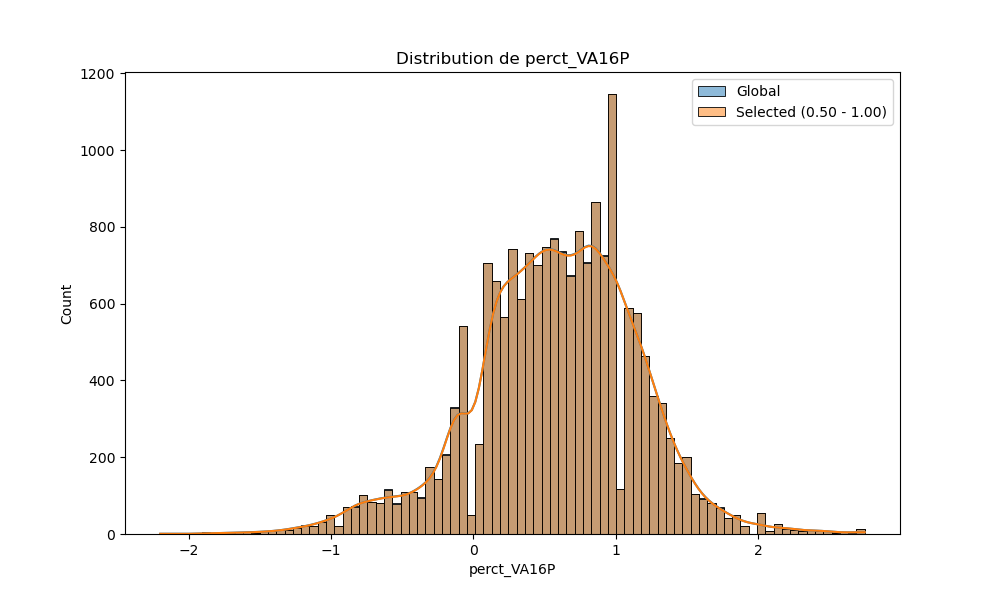 Distribution de perct_VA16P
Global
Selected (0.50 - 1.00)
1200
1000
800
600
400
200
0
Count
−2
−1
0
1
2
perct_VA16P